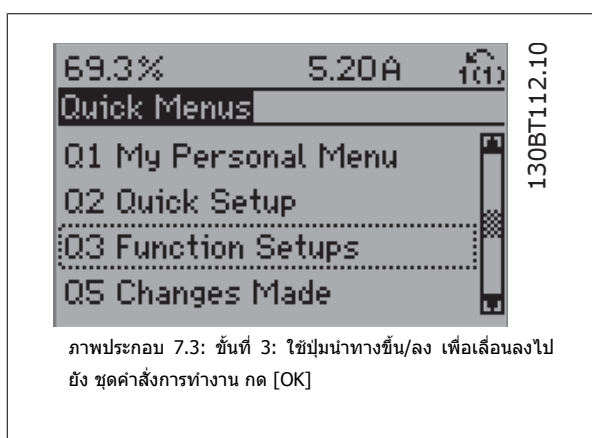 69.3% 5.20A 1(1)
Quick Menus
Q1 My Personal Menu
Q2 Quick Setup
Q3 Function Setups
Q5 Changes Made
130BT112.10
ภาพประกอบ 7.3: ขั้นที่ 3: ใช้ปุ่มนำทางขึ้น/ลง เพื่อเลื่อนลงไป
ยัง ชุดคำสั่งการทำงาน กด [OK]